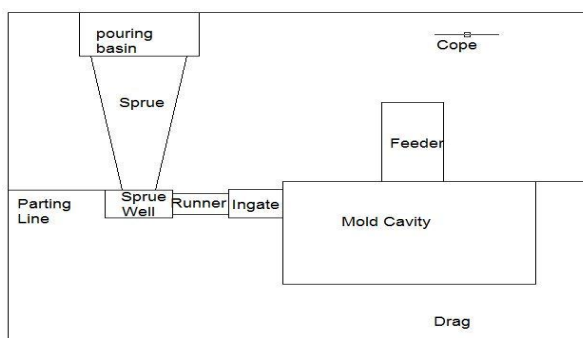 pouring
basin
Cope
Sprue
Feeder
Sprue
Well
Runner
Ingate
Parting
Line
Mold Cavity
Drag